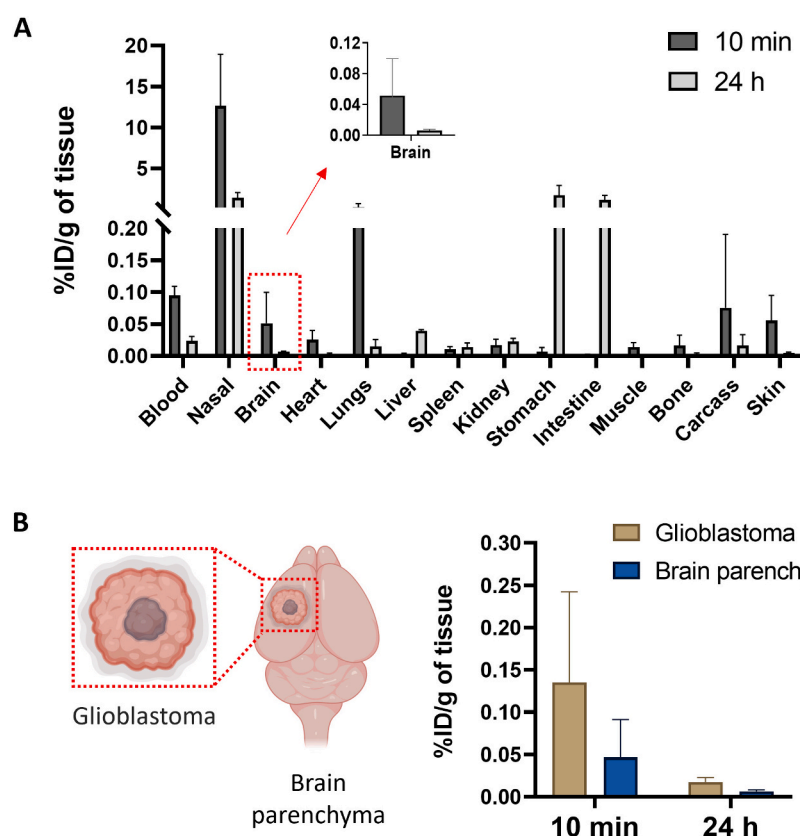 A
%ID/g of tissue
20
15
10
5
0.20
0.15
0.10
0.05
0.00
0.12
0.08
0.04
0.00
Brain
10 min
24 h
Blood
Nasal
Brain
Heart
Lungs
Liver
Spleen
Kidney
Stomach
Intestine
Muscle
Bone
Carcass
Skin
B
Glioblastoma
Brain
parenchyma
%ID/g of tissue
0.30
0.25
0.20
0.15
0.10
0.05
0.00
Glioblastoma
Brain parench
10 min
24 h